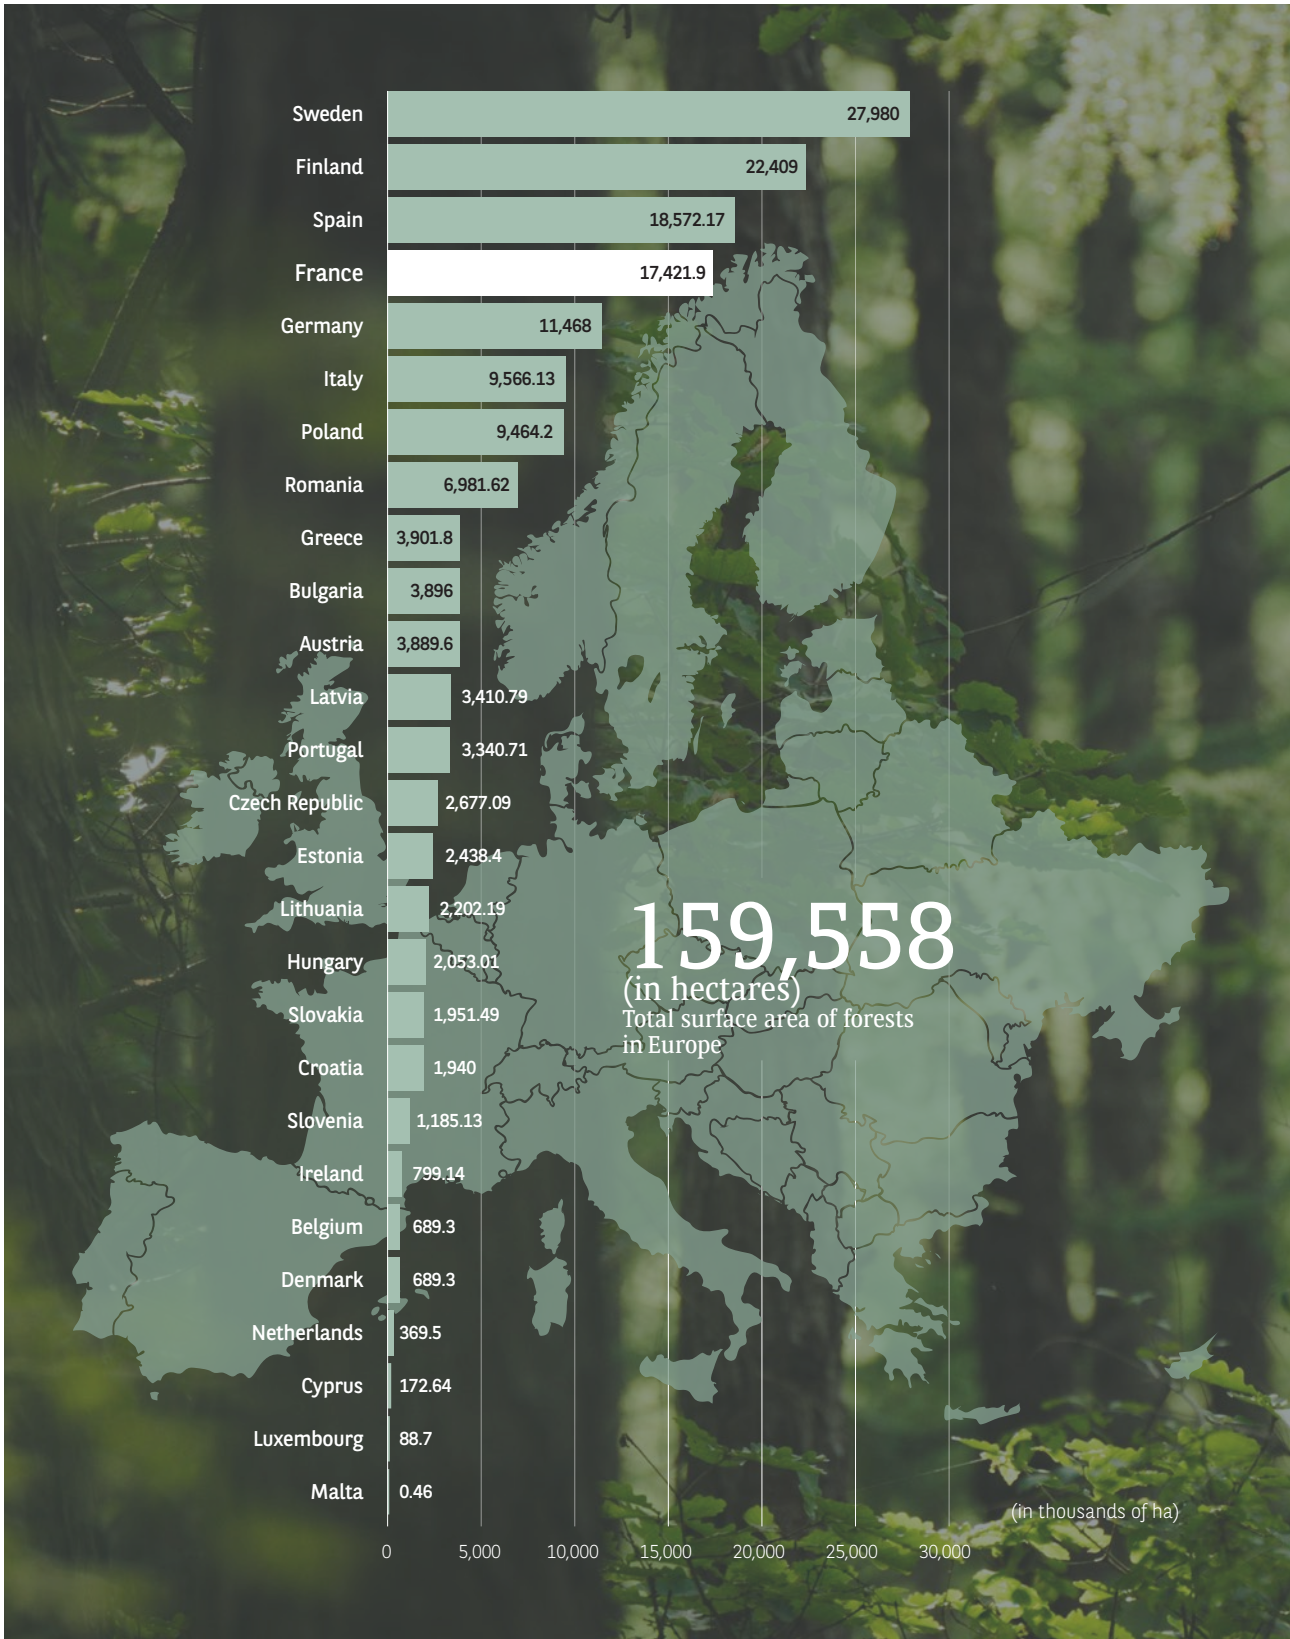 Sweden 27,980
Finland 22,409
Spain 18,572.17
France 17,421.9
Germany 11,468
Italy 9,566.13
Poland 9,464.2
Romania 6,981.62
Greece 3,901.8
Bulgaria 3,896
Austria 3,889.6
Latvia 3,410.79
Portugal 3,340.71
Czech Republic 2,677.09
Estonia 2,438.4
Lithuania 2,202.19
Hungary 2,053.01
Slovakia 1,951.49
Croatia 1,940
Slovenia 1,185.13
Ireland 799.14
Belgium 689.3
Denmark 689.3
Netherlands 369.5
Cyprus 172.64
Luxembourg 88.7
Malta 0.46
159,558
(in hectares)
Total surface area of forests
in Europe
(in thousands of ha)
0 5,000 10,000 15,000 20,000 25,000 30,000